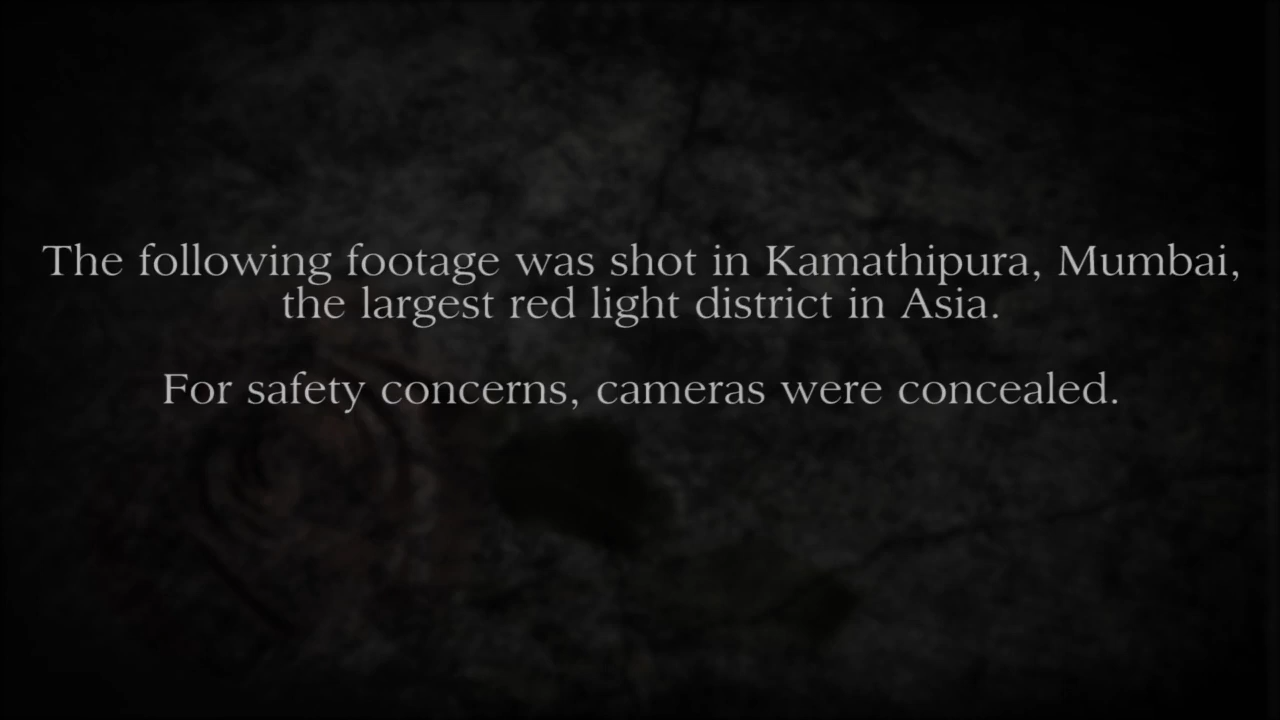 The following footage was shot in Kamathipura, Mumbai,
the largest red light district in Asia.
For safety concerns, cameras were concealed.